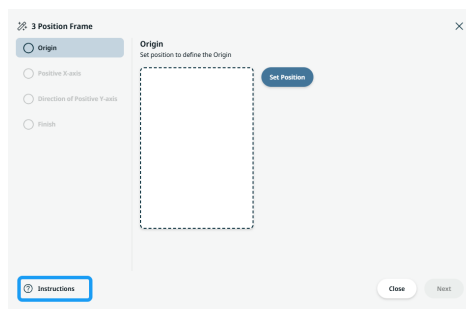 3 Position Frame
Origin
Positive X-axis
Direction of Positive Y-axis
Finish
Origin
Set position to define the Origin
Set Position
Instructions
Close
Next